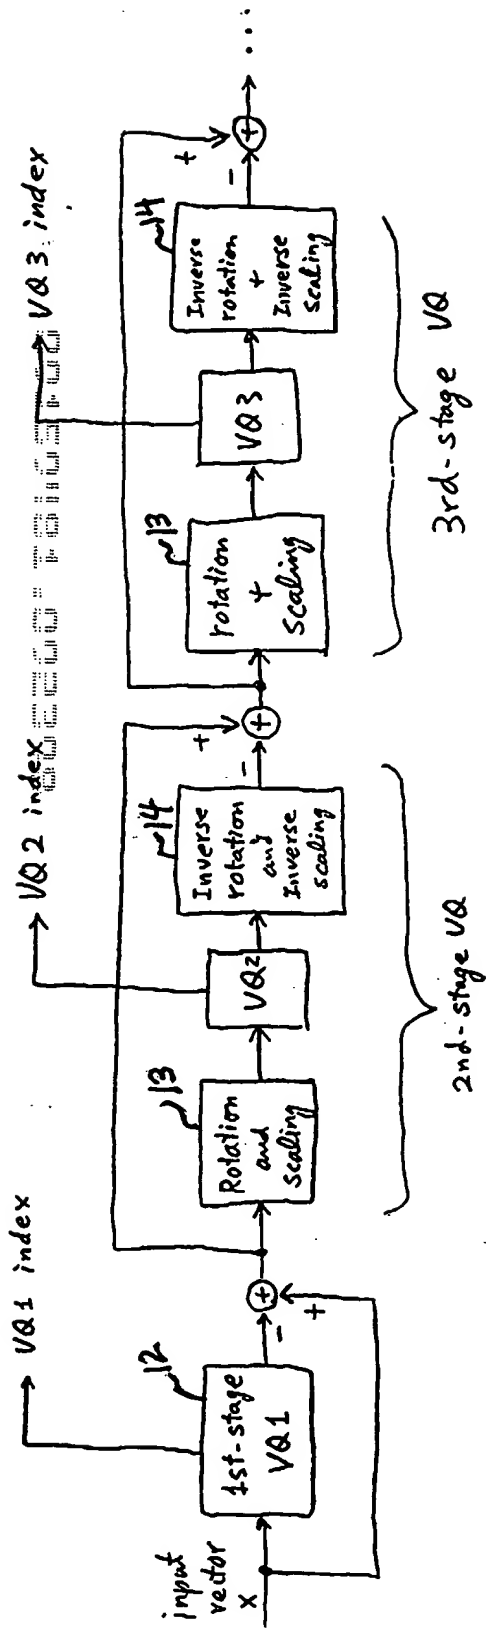 input
vector
x
VQ1 index
12
1st-stage
VQ1
-
+
+
13
Rotation
and
scaling
VQ2 index
VQ2
14
Inverse
rotation
and
Inverse
scaling
-
+
+
2nd-stage VQ
13
rotation
+
scaling
VQ3 index
VQ3
14
Inverse
rotation
+
Inverse
scaling
-
+
+
...
3rd-stage VQ